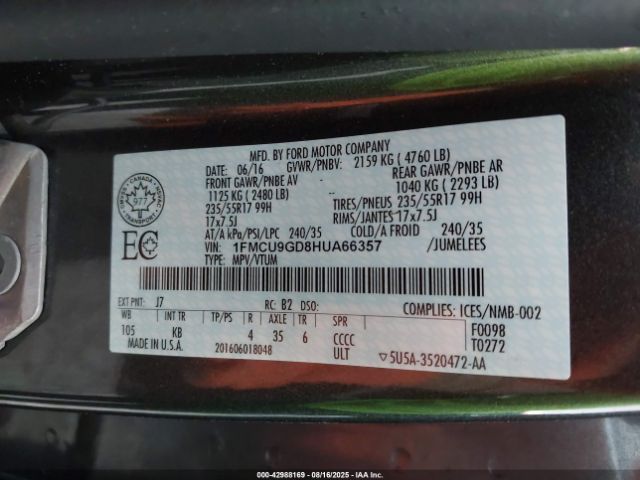 MFD. BY FORD MOTOR COMPANY
DATE: 06/16 GVWR/PNBV: 2159 KG ( 4760 LB)
FRONT GAWR/PNBE AV - REAR GAWR/PNBE AR
1125 KG ( 2480 LB) 1040 KG ( 2293 LB)
235/55R17 99H TIRES/PNEUS 235/55R17 99H
17x7.5J RIMS/JANTES 17x7.5J
AT/A kPa/PSI/LPC 240/35 COLD/A FROID 240/35
VIN: 1FMCU9GD8HUA66357 /JUMELEES
TYPE: MPV/VTUM
CANADA
977
EC
EXT PNT: J7 RC: B2 DSO: COMPLIES: ICES/NMB-002
WB INT TR TP/PS R AXLE TR SPR F0098
105 KB 4 35 6 CCCC T0272
MADE IN U.S.A. 201606018048 ULT ▽5U5A-3520472-AA
000-42988169 - 08/16/2025 - IAA Inc.